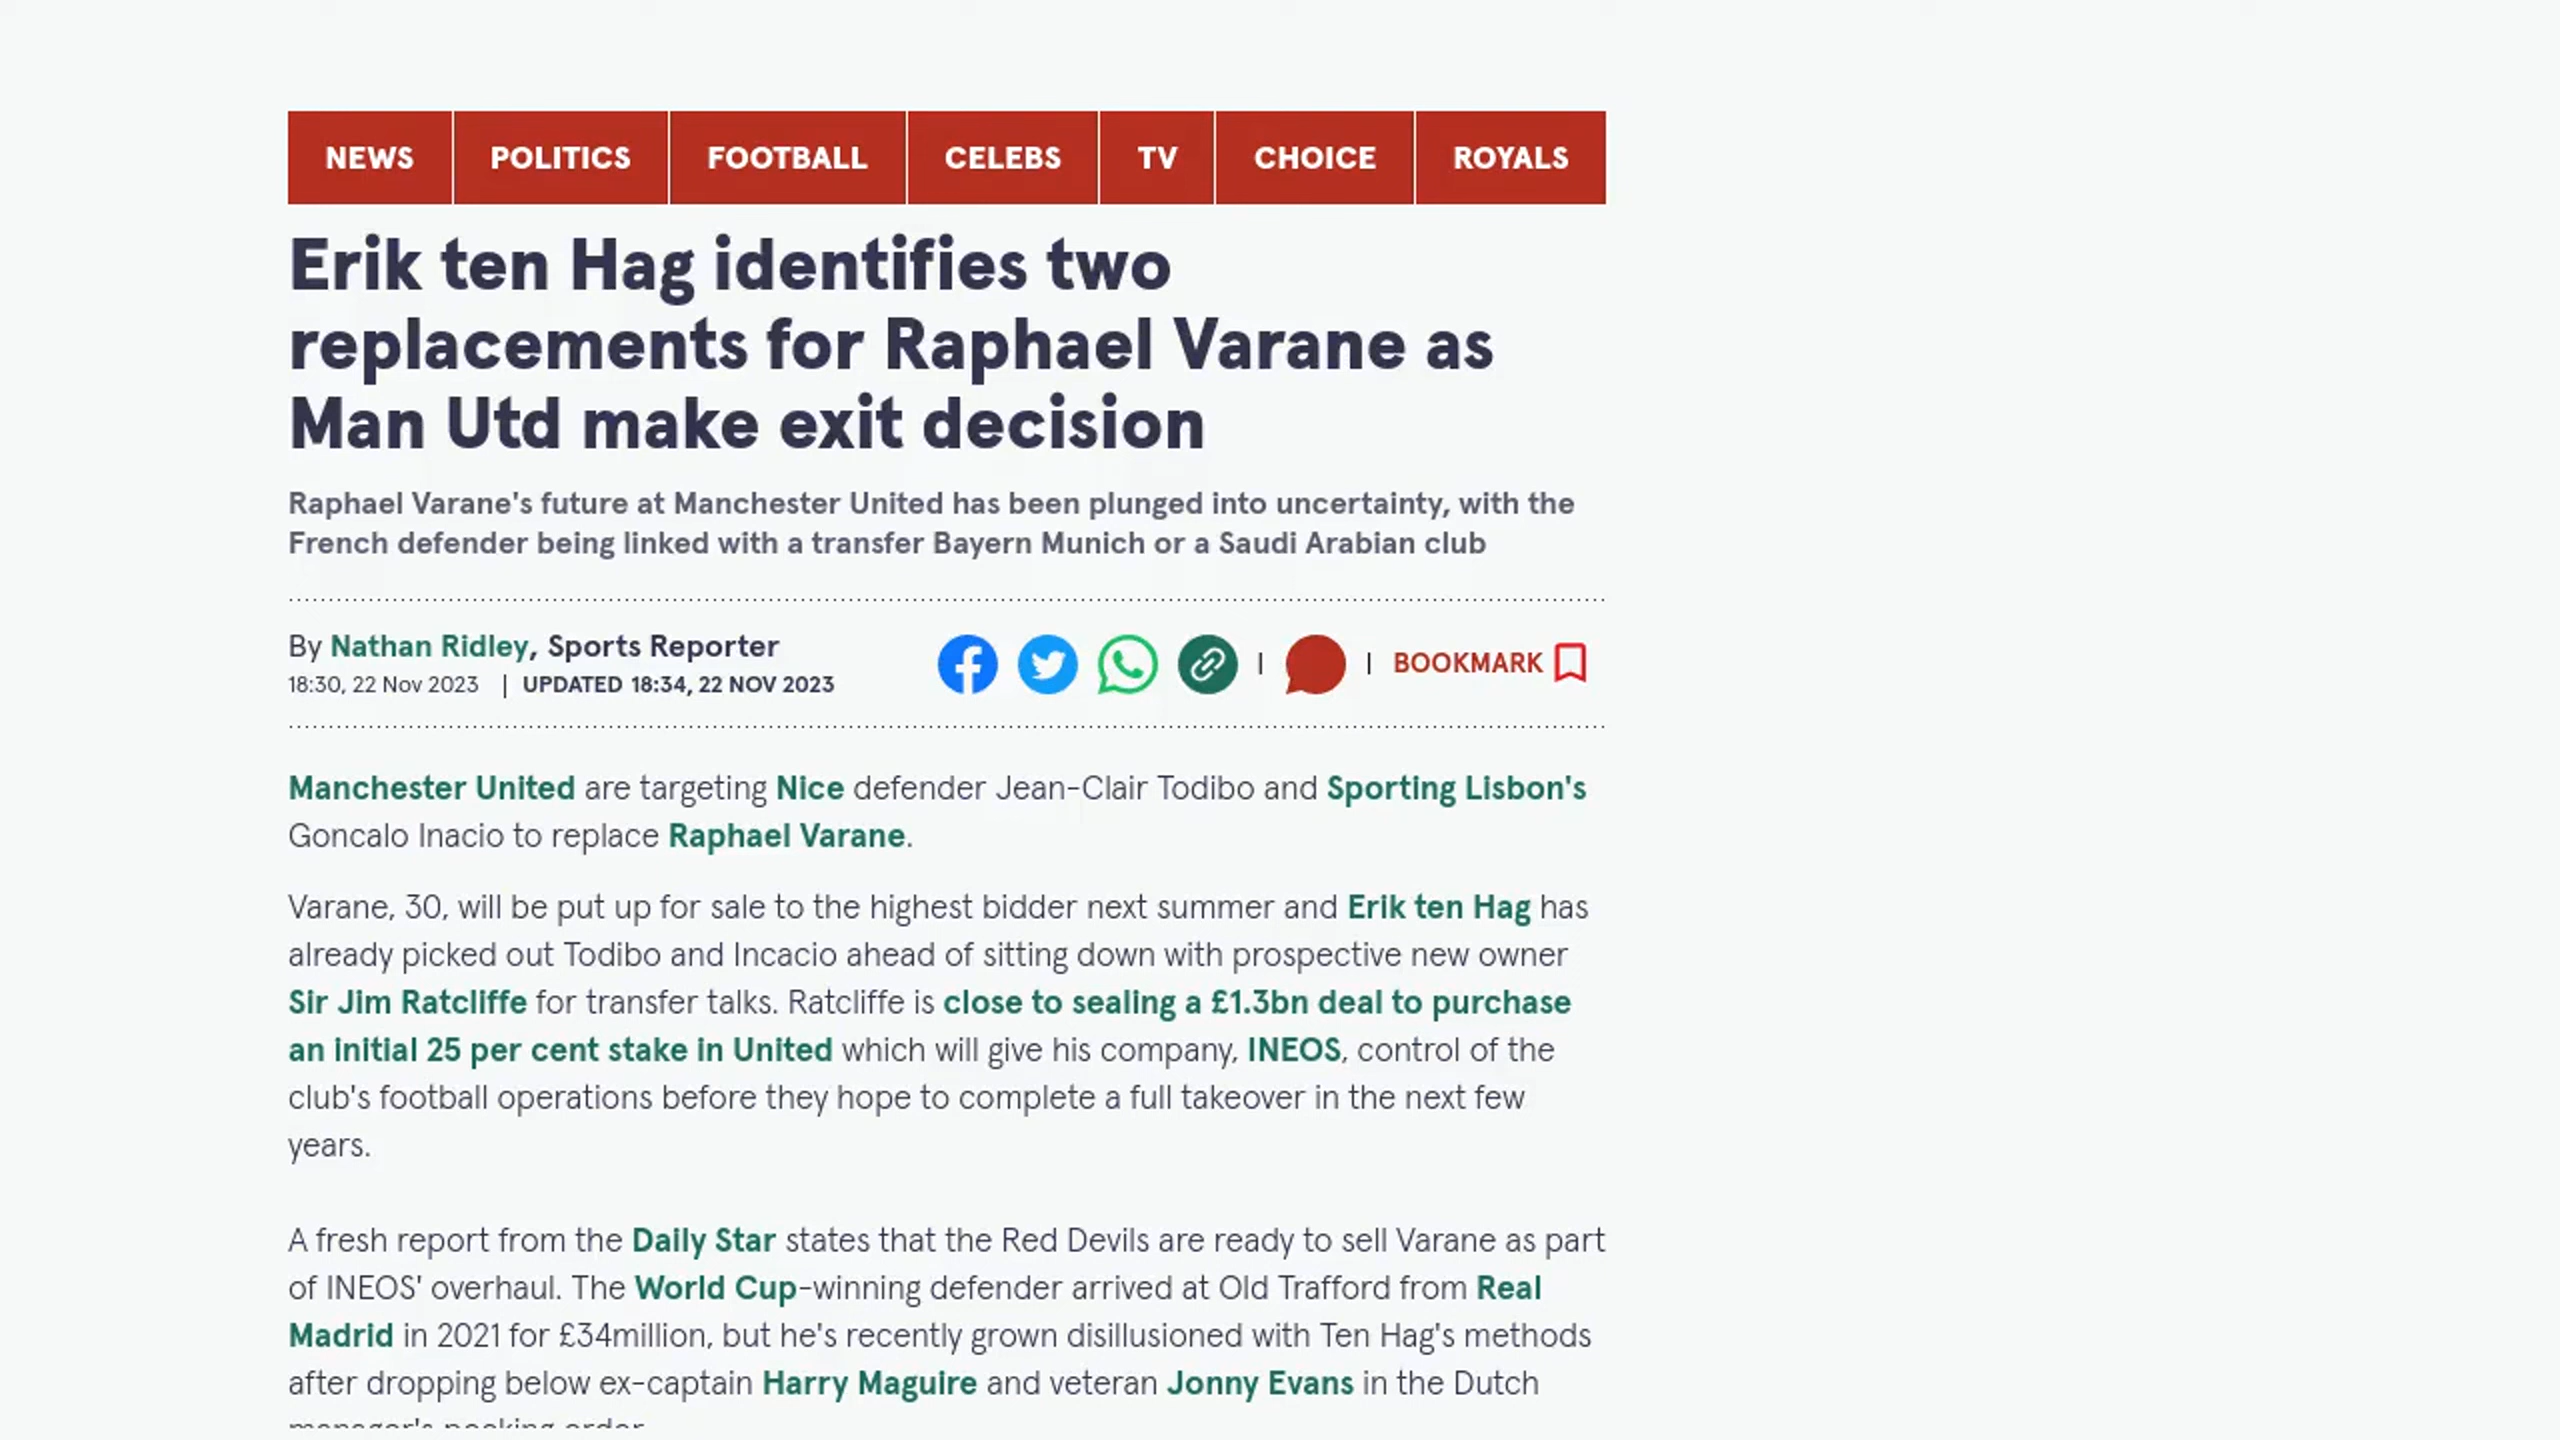 NEWS POLITICS FOOTBALL CELEBS TV CHOICE ROYALS
Erik ten Hag identifies two
replacements for Raphael Varane as
Man Utd make exit decision
Raphael Varane's future at Manchester United has been plunged into uncertainty, with the
French defender being linked with a transfer Bayern Munich or a Saudi Arabian club
By Nathan Ridley, Sports Reporter
18:30, 22 Nov 2023 | UPDATED 18:34, 22 NOV 2023
| | BOOKMARK
Manchester United are targeting Nice defender Jean-Clair Todibo and Sporting Lisbon's
Goncalo Inacio to replace Raphael Varane.
Varane, 30, will be put up for sale to the highest bidder next summer and Erik ten Hag has
already picked out Todibo and Incacio ahead of sitting down with prospective new owner
Sir Jim Ratcliffe for transfer talks. Ratcliffe is close to sealing a £1.3bn deal to purchase
an initial 25 per cent stake in United which will give his company, INEOS, control of the
club's football operations before they hope to complete a full takeover in the next few
years.
A fresh report from the Daily Star states that the Red Devils are ready to sell Varane as part
of INEOS' overhaul. The World Cup-winning defender arrived at Old Trafford from Real
Madrid in 2021 for £34million, but he's recently grown disillusioned with Ten Hag's methods
after dropping below ex-captain Harry Maguire and veteran Jonny Evans in the Dutch
manager's pecking order.